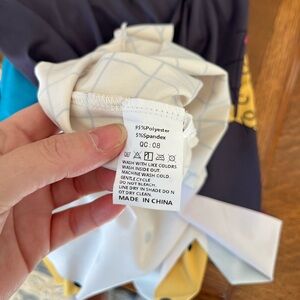 95%Polyester
5%Spandex
QC: 08
WASH WITH LIKE COLORS
WASH INSIDE OUT.
MACHINE WASH COLD.
GENTLE CYCLE
DO NOT BLEACH.
LINE DRY IN SHADE DO N
OT DRY CLEAN.
MADE IN CHINA